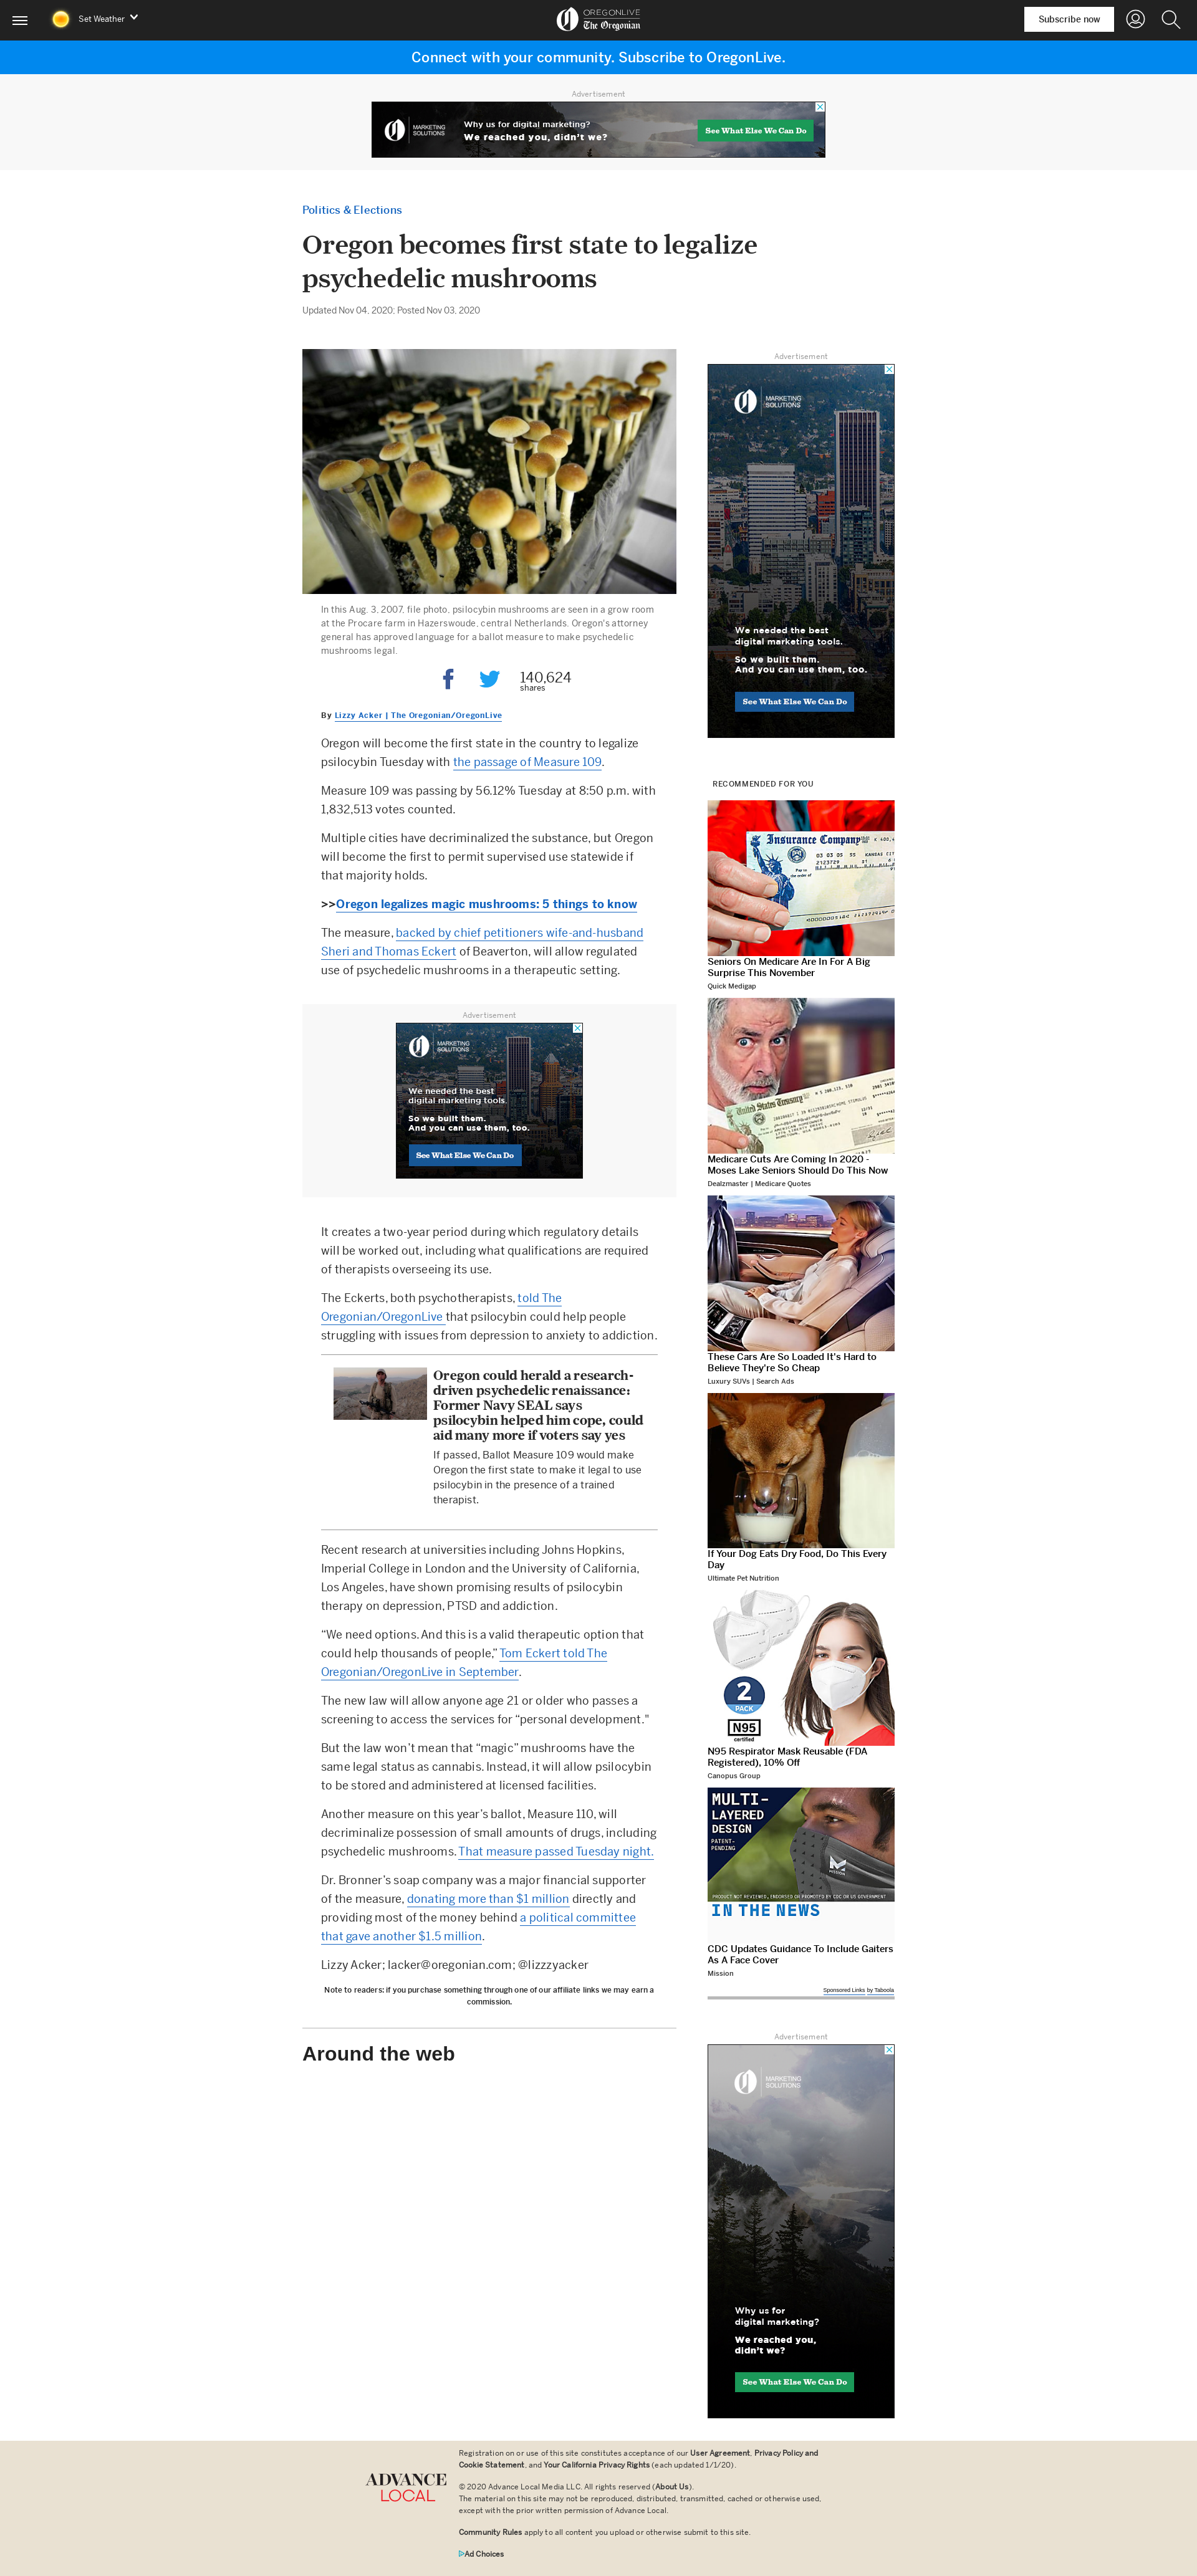 Set Weather
OREGONLIVE
The Oregonian
Subscribe now
Connect with your community. Subscribe to OregonLive.
Advertisement
MARKETING
SOLUTIONS
Why us for digital marketing?
We reached you, didn't we?
See What Else We Can Do
Politics & Elections
Oregon becomes first state to legalize
psychedelic mushrooms
Updated Nov 04, 2020; Posted Nov 03, 2020
In this Aug. 3, 2007, file photo, psilocybin mushrooms are seen in a grow room
at the Procare farm in Hazerswoude, central Netherlands. Oregon's attorney
general has approved language for a ballot measure to make psychedelic
mushrooms legal.
140,624
shares
By Lizzy Acker | The Oregonian/OregonLive
Oregon will become the first state in the country to legalize
psilocybin Tuesday with the passage of Measure 109.
Measure 109 was passing by 56.12% Tuesday at 8:50 p.m. with
1,832,513 votes counted.
Multiple cities have decriminalized the substance, but Oregon
will become the first to permit supervised use statewide if
that majority holds.
>>Oregon legalizes magic mushrooms: 5 things to know
The measure, backed by chief petitioners wife-and-husband
Sheri and Thomas Eckert of Beaverton, will allow regulated
use of psychedelic mushrooms in a therapeutic setting.
Advertisement
MARKETING
SOLUTIONS
We needed the best
digital marketing tools.
So we built them.
And you can use them, too.
See What Else We Can Do
It creates a two-year period during which regulatory details
will be worked out, including what qualifications are required
of therapists overseeing its use.
The Eckerts, both psychotherapists, told The
Oregonian/OregonLive that psilocybin could help people
struggling with issues from depression to anxiety to addiction.
Oregon could herald a research-
driven psychedelic renaissance:
Former Navy SEAL says
psilocybin helped him cope, could
aid many more if voters say yes
If passed, Ballot Measure 109 would make
Oregon the first state to make it legal to use
psilocybin in the presence of a trained
therapist.
Recent research at universities including Johns Hopkins,
Imperial College in London and the University of California,
Los Angeles, have shown promising results of psilocybin
therapy on depression, PTSD and addiction.
“We need options. And this is a valid therapeutic option that
could help thousands of people,” Tom Eckert told The
Oregonian/OregonLive in September.
The new law will allow anyone age 21 or older who passes a
screening to access the services for “personal development."
But the law won’t mean that “magic” mushrooms have the
same legal status as cannabis. Instead, it will allow psilocybin
to be stored and administered at licensed facilities.
Another measure on this year’s ballot, Measure 110, will
decriminalize possession of small amounts of drugs, including
psychedelic mushrooms. That measure passed Tuesday night.
Dr. Bronner’s soap company was a major financial supporter
of the measure, donating more than $1 million directly and
providing most of the money behind a political committee
that gave another $1.5 million.
Lizzy Acker; lacker@oregonian.com; @lizzzyacker
Note to readers: if you purchase something through one of our affiliate links we may earn a
commission.
Around the web
Advertisement
MARKETING
SOLUTIONS
We needed the best
digital marketing tools.
So we built them.
And you can use them, too.
See What Else We Can Do
RECOMMENDED FOR YOU
Insurance Company
Seniors On Medicare Are In For A Big
Surprise This November
Quick Medigap
United States Treasury
Medicare Cuts Are Coming In 2020 -
Moses Lake Seniors Should Do This Now
Dealzmaster | Medicare Quotes
These Cars Are So Loaded It's Hard to
Believe They're So Cheap
Luxury SUVs | Search Ads
If Your Dog Eats Dry Food, Do This Every
Day
Ultimate Pet Nutrition
2
PACK
N95
certified
N95 Respirator Mask Reusable (FDA
Registered), 10% Off
Canopus Group
MULTI-
LAYERED
DESIGN
PATENT-
PENDING
MISSION
PRODUCT NOT REVIEWED, ENDORSED OR PROMOTED BY CDC OR US GOVERNMENT
IN THE NEWS
CDC Updates Guidance To Include Gaiters
As A Face Cover
Mission
Sponsored Links by Taboola
Advertisement
MARKETING
SOLUTIONS
Why us for
digital marketing?
We reached you,
didn't we?
See What Else We Can Do
ADVANCE
LOCAL
Registration on or use of this site constitutes acceptance of our User Agreement, Privacy Policy and
Cookie Statement, and Your California Privacy Rights (each updated 1/1/20).
© 2020 Advance Local Media LLC. All rights reserved (About Us).
The material on this site may not be reproduced, distributed, transmitted, cached or otherwise used,
except with the prior written permission of Advance Local.
Community Rules apply to all content you upload or otherwise submit to this site.
Ad Choices